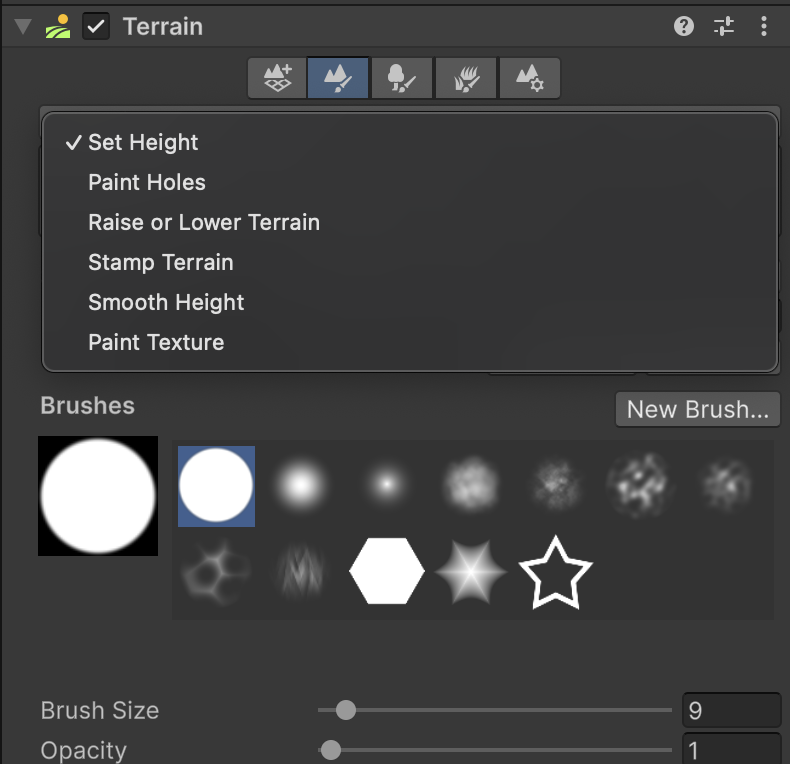 Terrain
Set Height
Paint Holes
Raise or Lower Terrain
Stamp Terrain
Smooth Height
Paint Texture
Brushes
New Brush...
Brush Size
9
Opacity
1